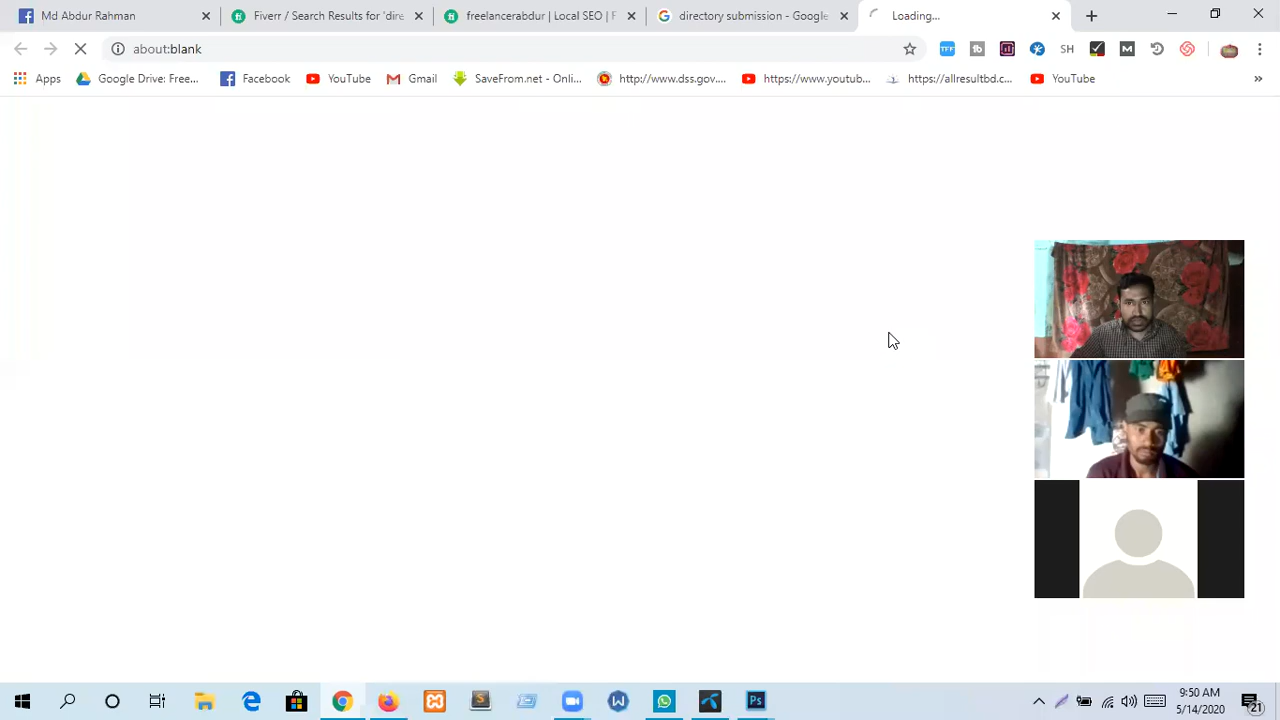 Md Abdur Rahman
Fiverr / Search Results for 'dire
freelancerabdur | Local SEO | F
directory submission - Google
Loading...
about:blank
TFF
SH
M
Apps
Google Drive: Free...
Facebook
YouTube
Gmail
SaveFrom.net - Onli...
http://www.dss.gov....
https://www.youtub...
https://allresultbd.c...
YouTube
»
9:50 AM
5/14/2020
21